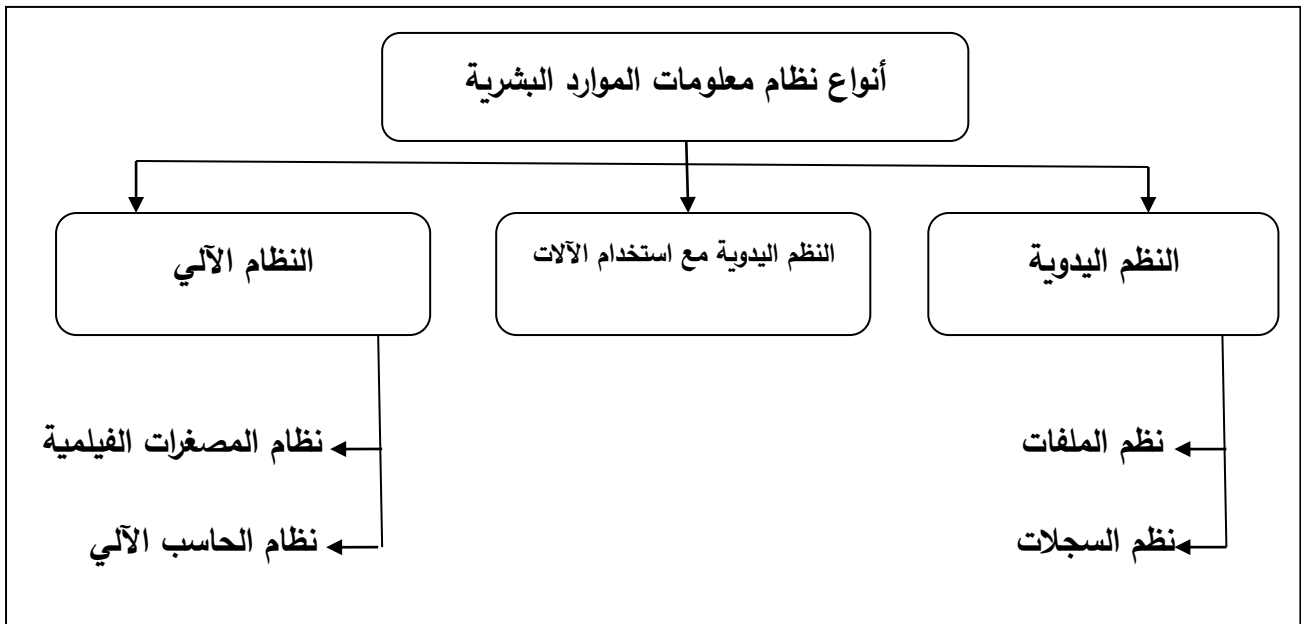 أنواع نظام معلومات الموارد البشرية
النظم اليدوية
النظم اليدوية مع استخدام الآلات
النظام الآلي
نظم الملفات
نظم السجلات
نظام المصغرات الفيلمية
نظام الحاسب الآلي